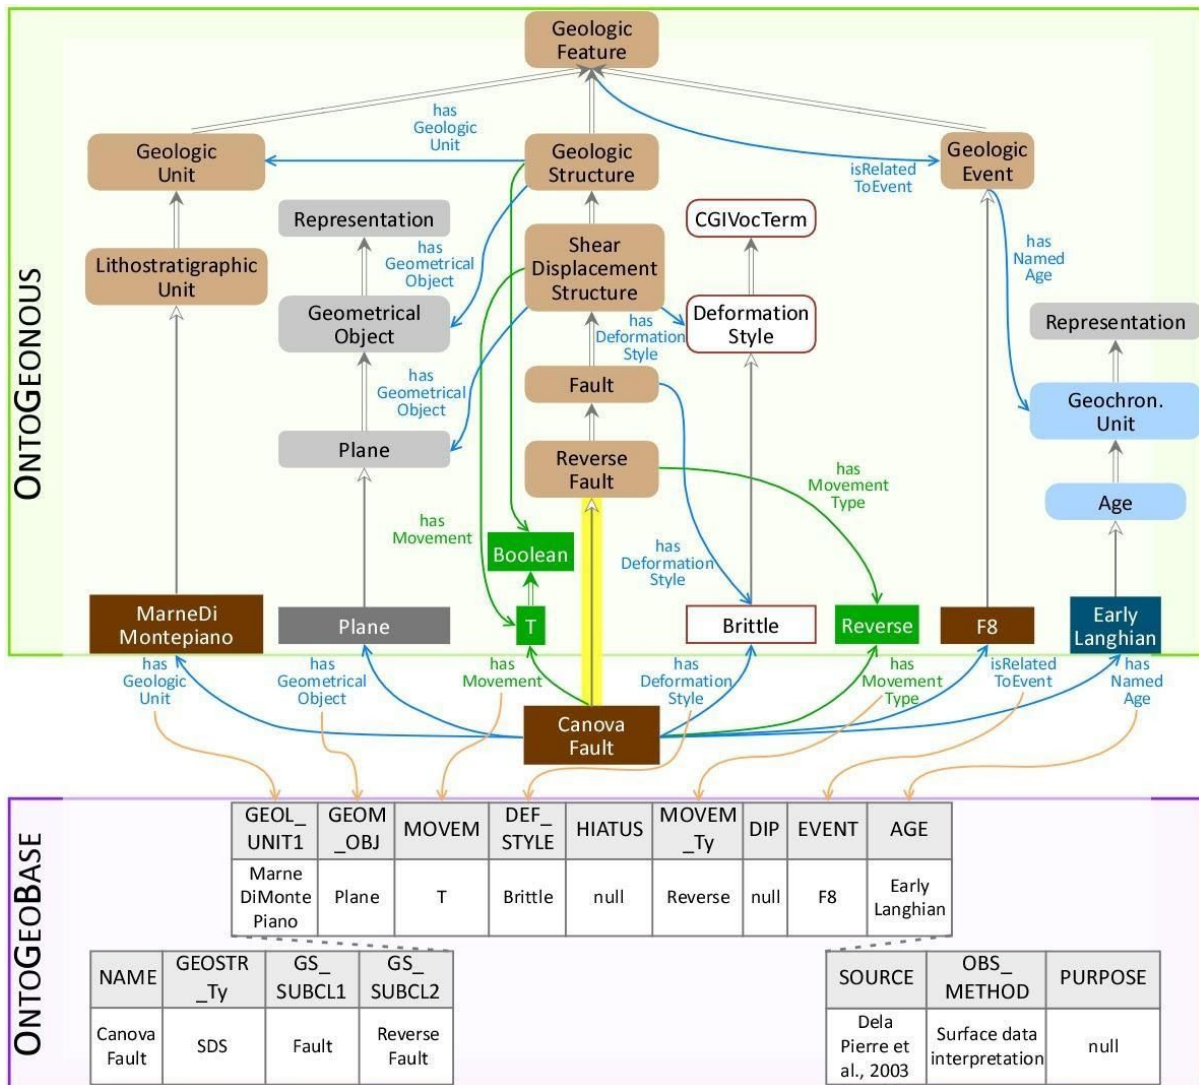 ONTOGEONOUS
Geologic
Feature
has
Geologic
Unit
Geologic
Unit
Geologic
Structure
isRelated
ToEvent
Geologic
Event
Representation
CGIVocTerm
has
Geometrical
Object
Shear
Displacement
Structure
has
Named
Age
Lithostratigraphic
Unit
Geometrical
Object
Deformation
Style
has
Deformation
Style
Representation
has
Geometrical
Object
Fault
Geochron.
Unit
Plane
Reverse
Fault
has
Movement
Type
Age
has
Movement
Boolean
has
Deformation
Style
MarneDi
Montepiano
Plane
T
Brittle
Reverse
F8
Early
Langhian
has
Geologic
Unit
has
Geometrical
Object
has
Movement
has
Deformation
Style
has
Movement
Type
isRelated
ToEvent
has
Named
Age
Canova
Fault
ONTOGEOBASE
GEOL_
UNIT1
GEOM
_OBJ
MOVEM
DEF_
STYLE
HIATUS
MOVEM
_Ty
DIP
EVENT
AGE
Marne
DiMonte
Piano
Plane
T
Brittle
null
Reverse
null
F8
Early
Langhian
NAME
GEOSTR
_Ty
GS_
SUBCL1
GS_
SUBCL2
Canova
Fault
SDS
Fault
Reverse
Fault
SOURCE
OBS_
METHOD
PURPOSE
Dela
Pierre et
al., 2003
Surface data
interpretation
null